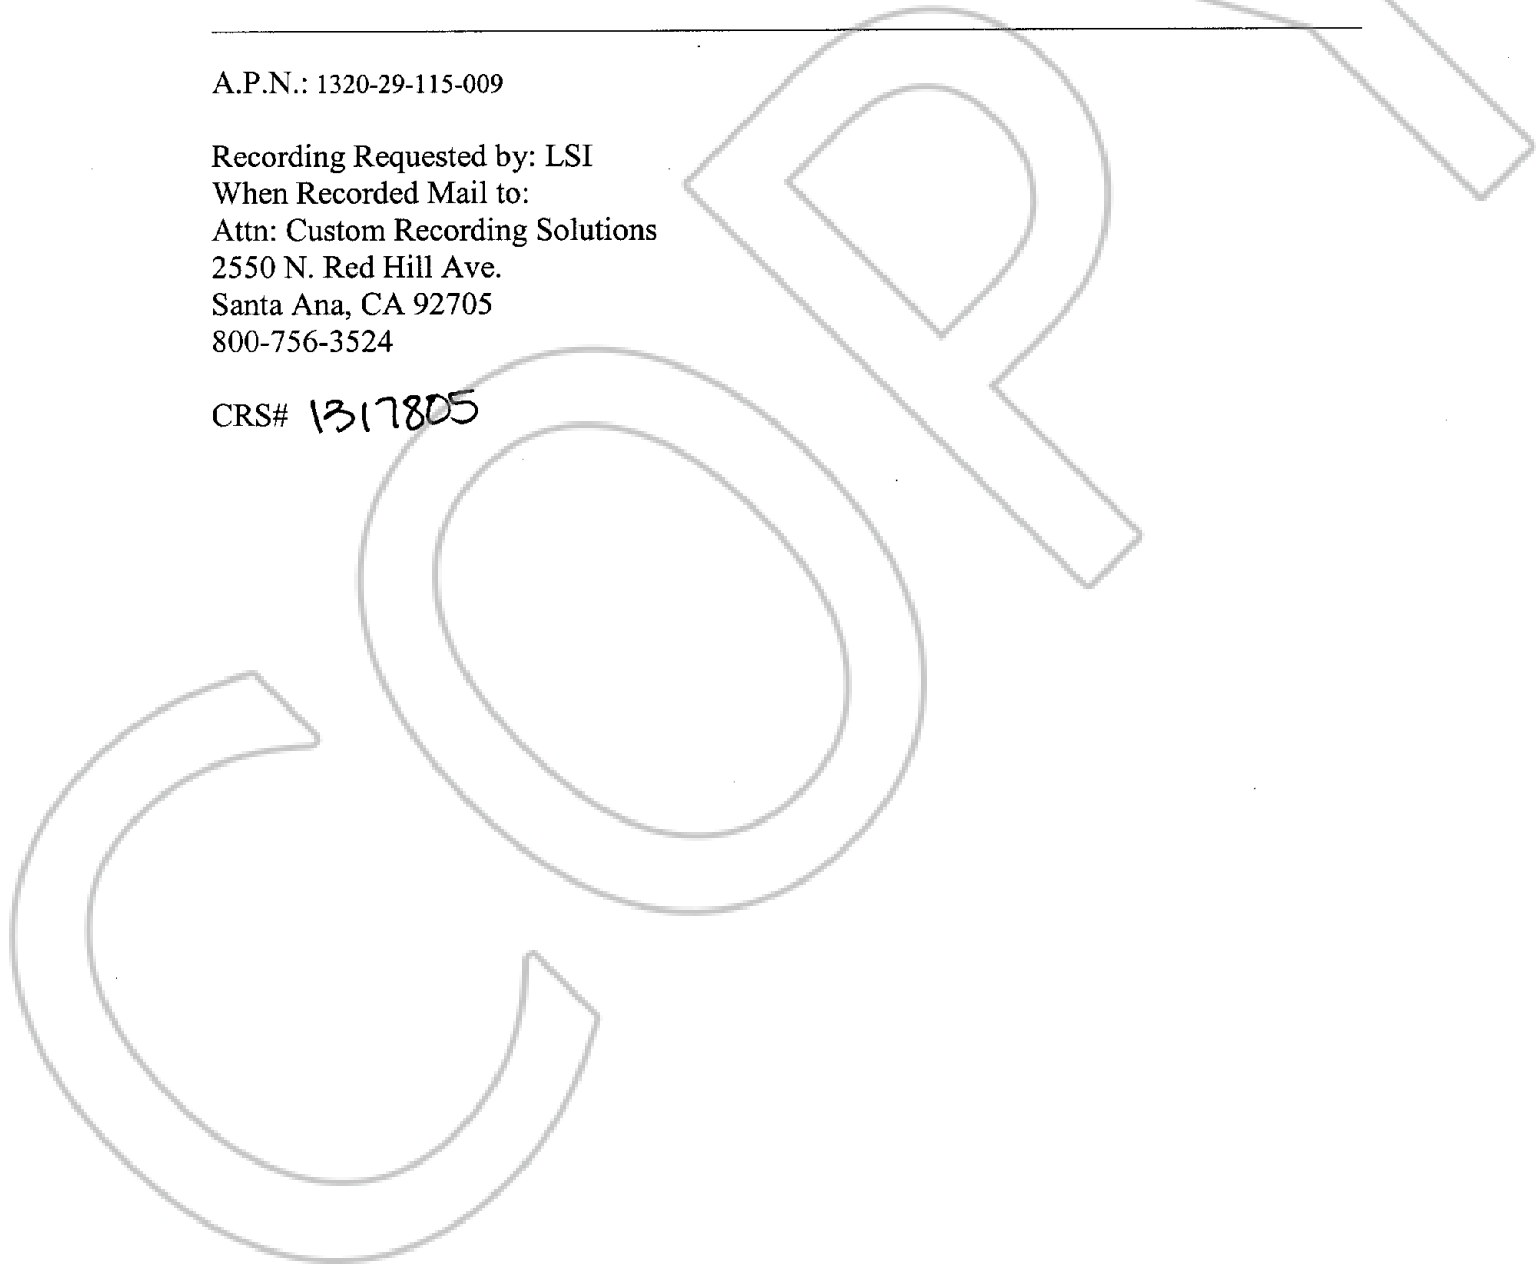 A.P.N.: 1320-29-115-009
Recording Requested by: LSI
When Recorded Mail to:
Attn: Custom Recording Solutions
2550 N. Red Hill Ave.
Santa Ana, CA 92705
800-756-3524
CRS# 1317805
COPY